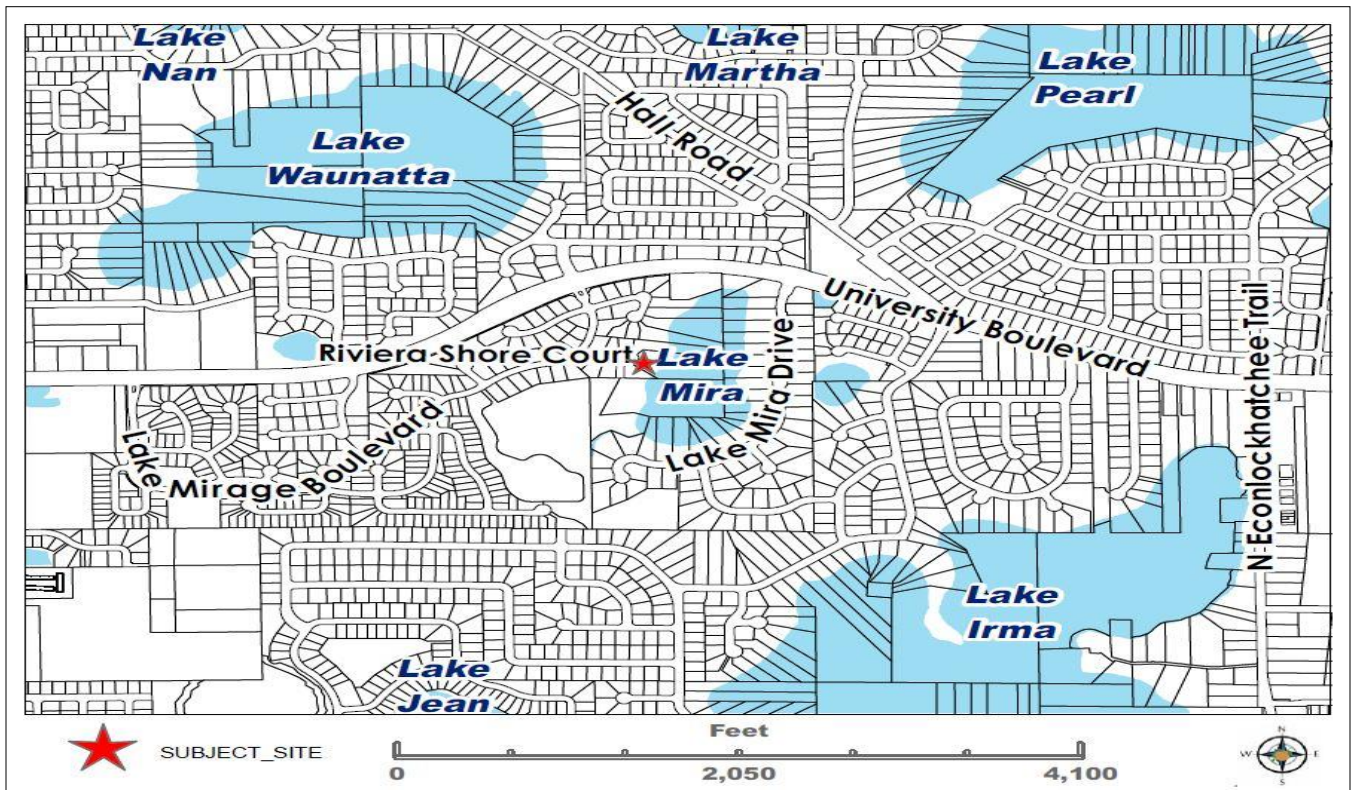 Lake
Nan
Lake
Martha
Lake
Pearl
Hall Road
Lake
Waunatta
University Boulevard
N Econlockhatchee Trail
Riviera Shore Court
Lake
Mira
Lake Mira Drive
Lake Mirage Boulevard
Lake
Irma
Lake
Jean
SUBJECT_SITE
Feet
0 2,050 4,100
N
W E
S